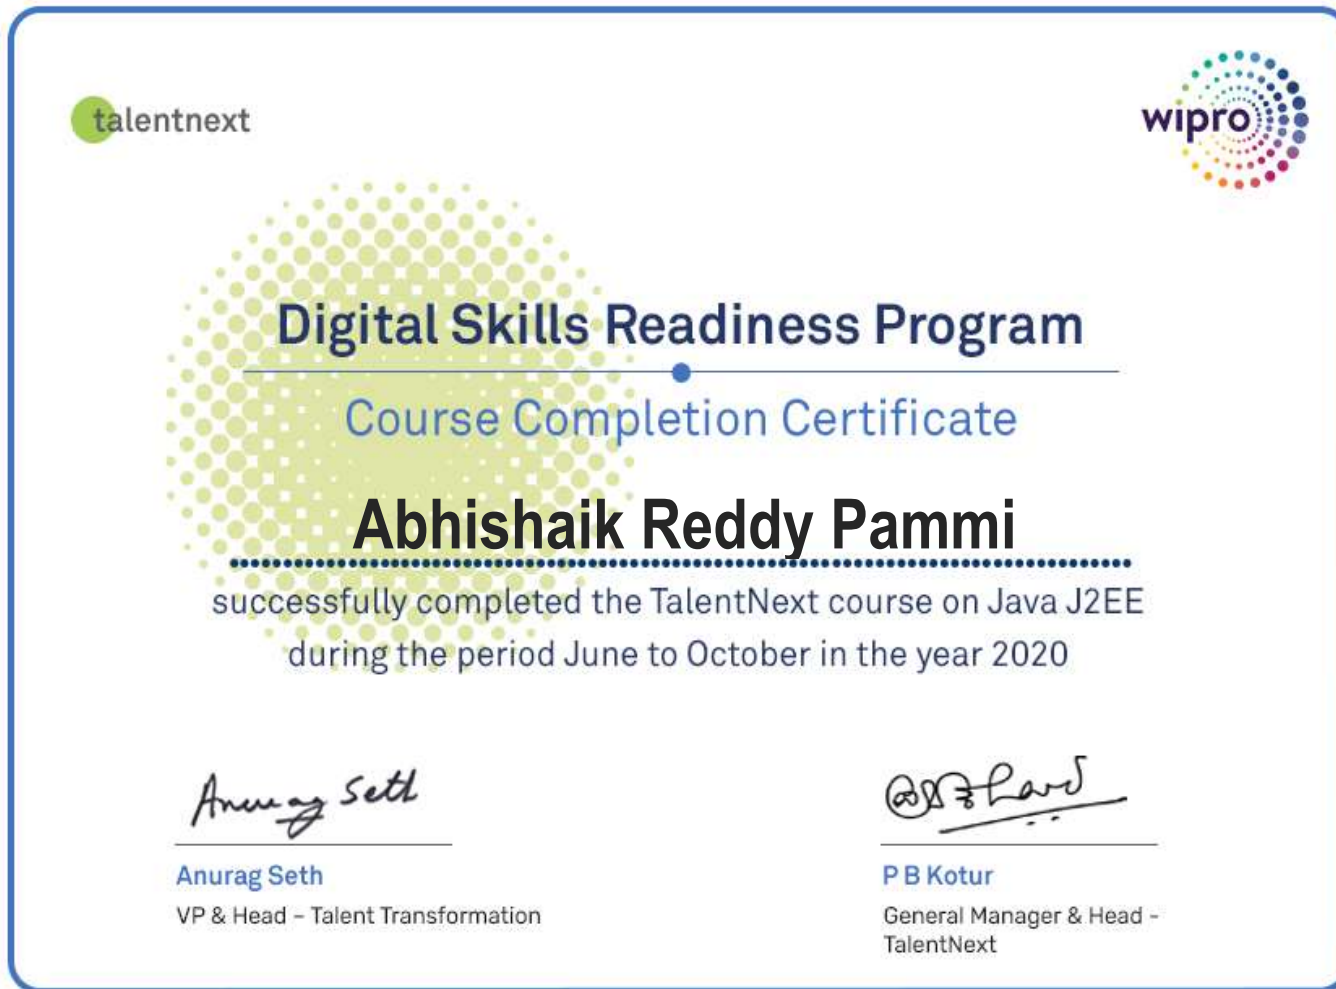 talentnext
wipro
Digital Skills Readiness Program
Course Completion Certificate
Abhishaik Reddy Pammi
successfully completed the TalentNext course on Java J2EE
during the period June to October in the year 2020
Anurag Seth
Anurag Seth
VP & Head – Talent Transformation
P B Kotur
General Manager & Head -
TalentNext